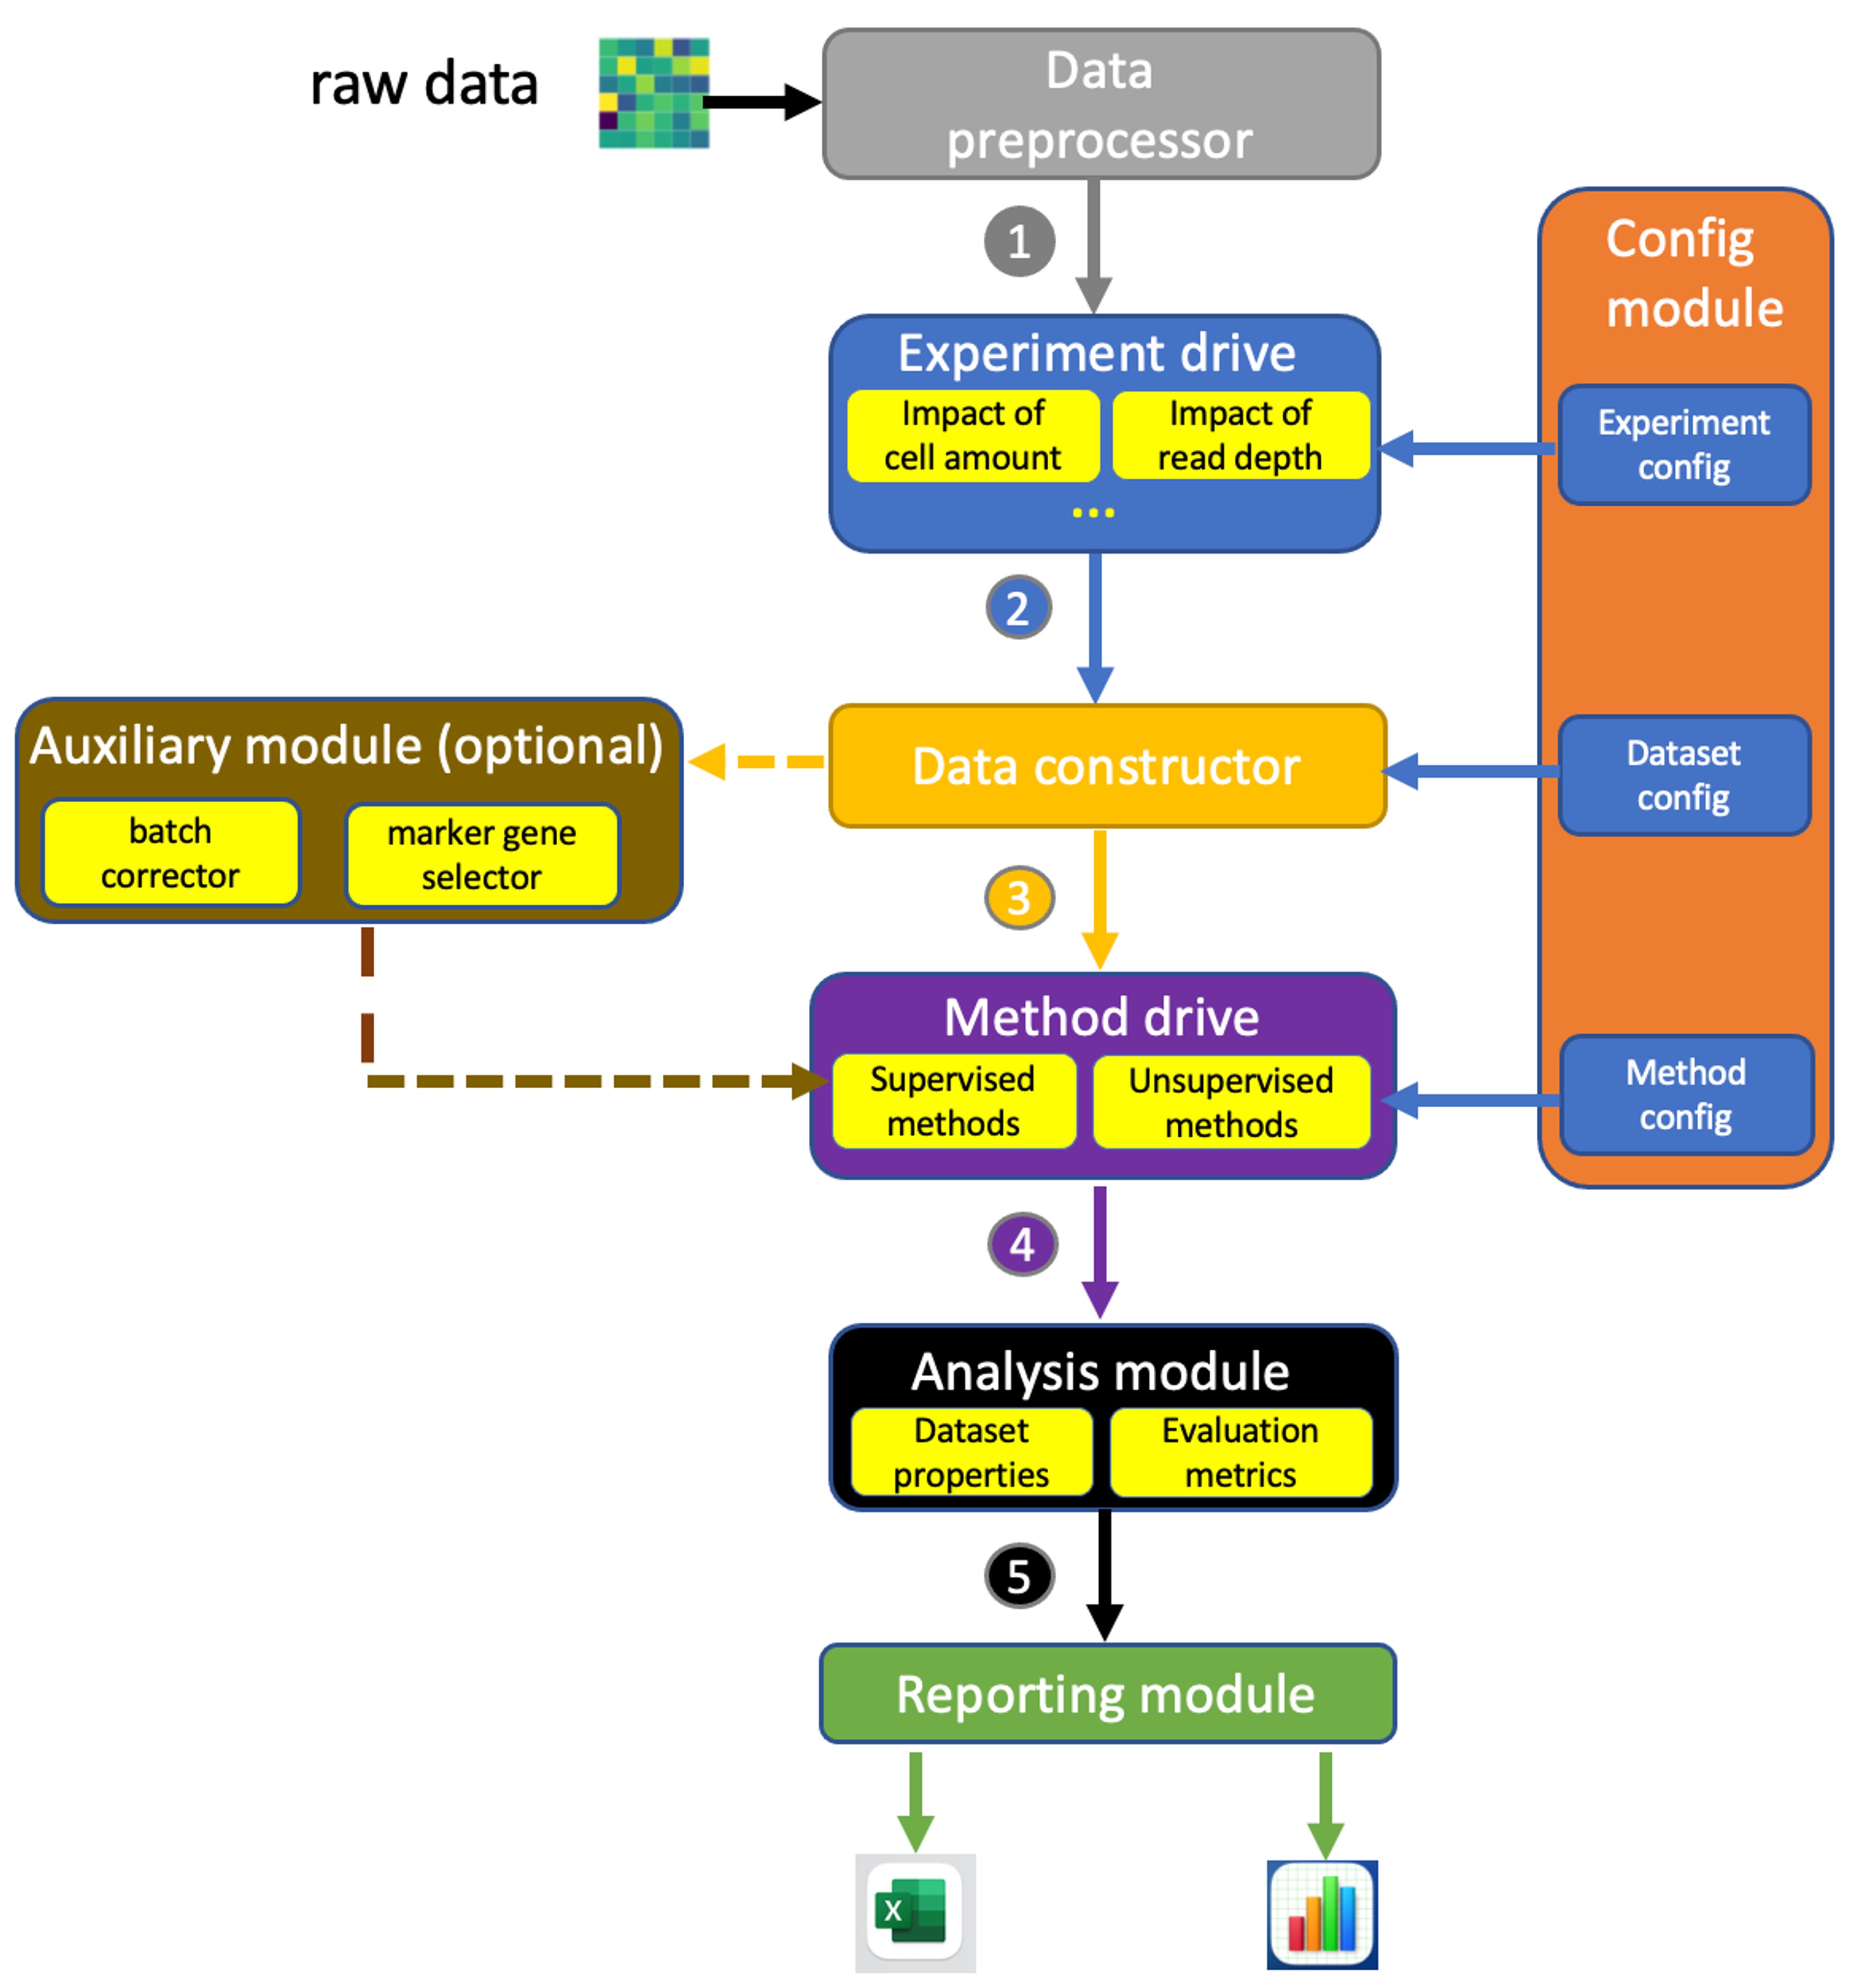 raw data
Data
preprocessor
1
Config
module
Experiment drive
Impact of
cell amount
Impact of
read depth
...
Experiment
config
2
Auxiliary module (optional)
batch
corrector
marker gene
selector
Data constructor
Dataset
config
3
Method drive
Supervised
methods
Unsupervised
methods
Method
config
4
Analysis module
Dataset
properties
Evaluation
metrics
5
Reporting module
X